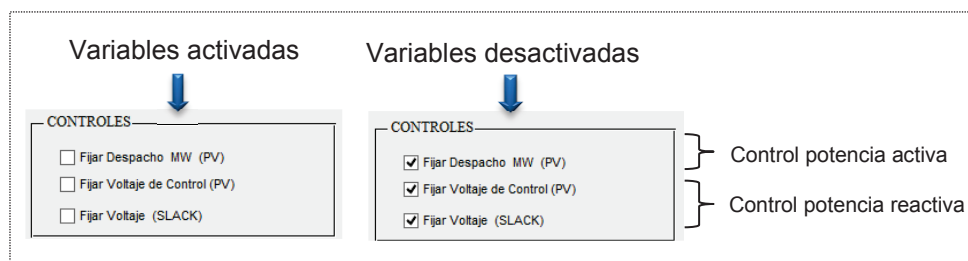 Variables activadas
Variables desactivadas
CONTROLES
Fijar Despacho MW (PV)
Fijar Voltaje de Control (PV)
Fijar Voltaje (SLACK)
CONTROLES
Fijar Despacho MW (PV)
Fijar Voltaje de Control (PV)
Fijar Voltaje (SLACK)
Control potencia activa
Control potencia reactiva